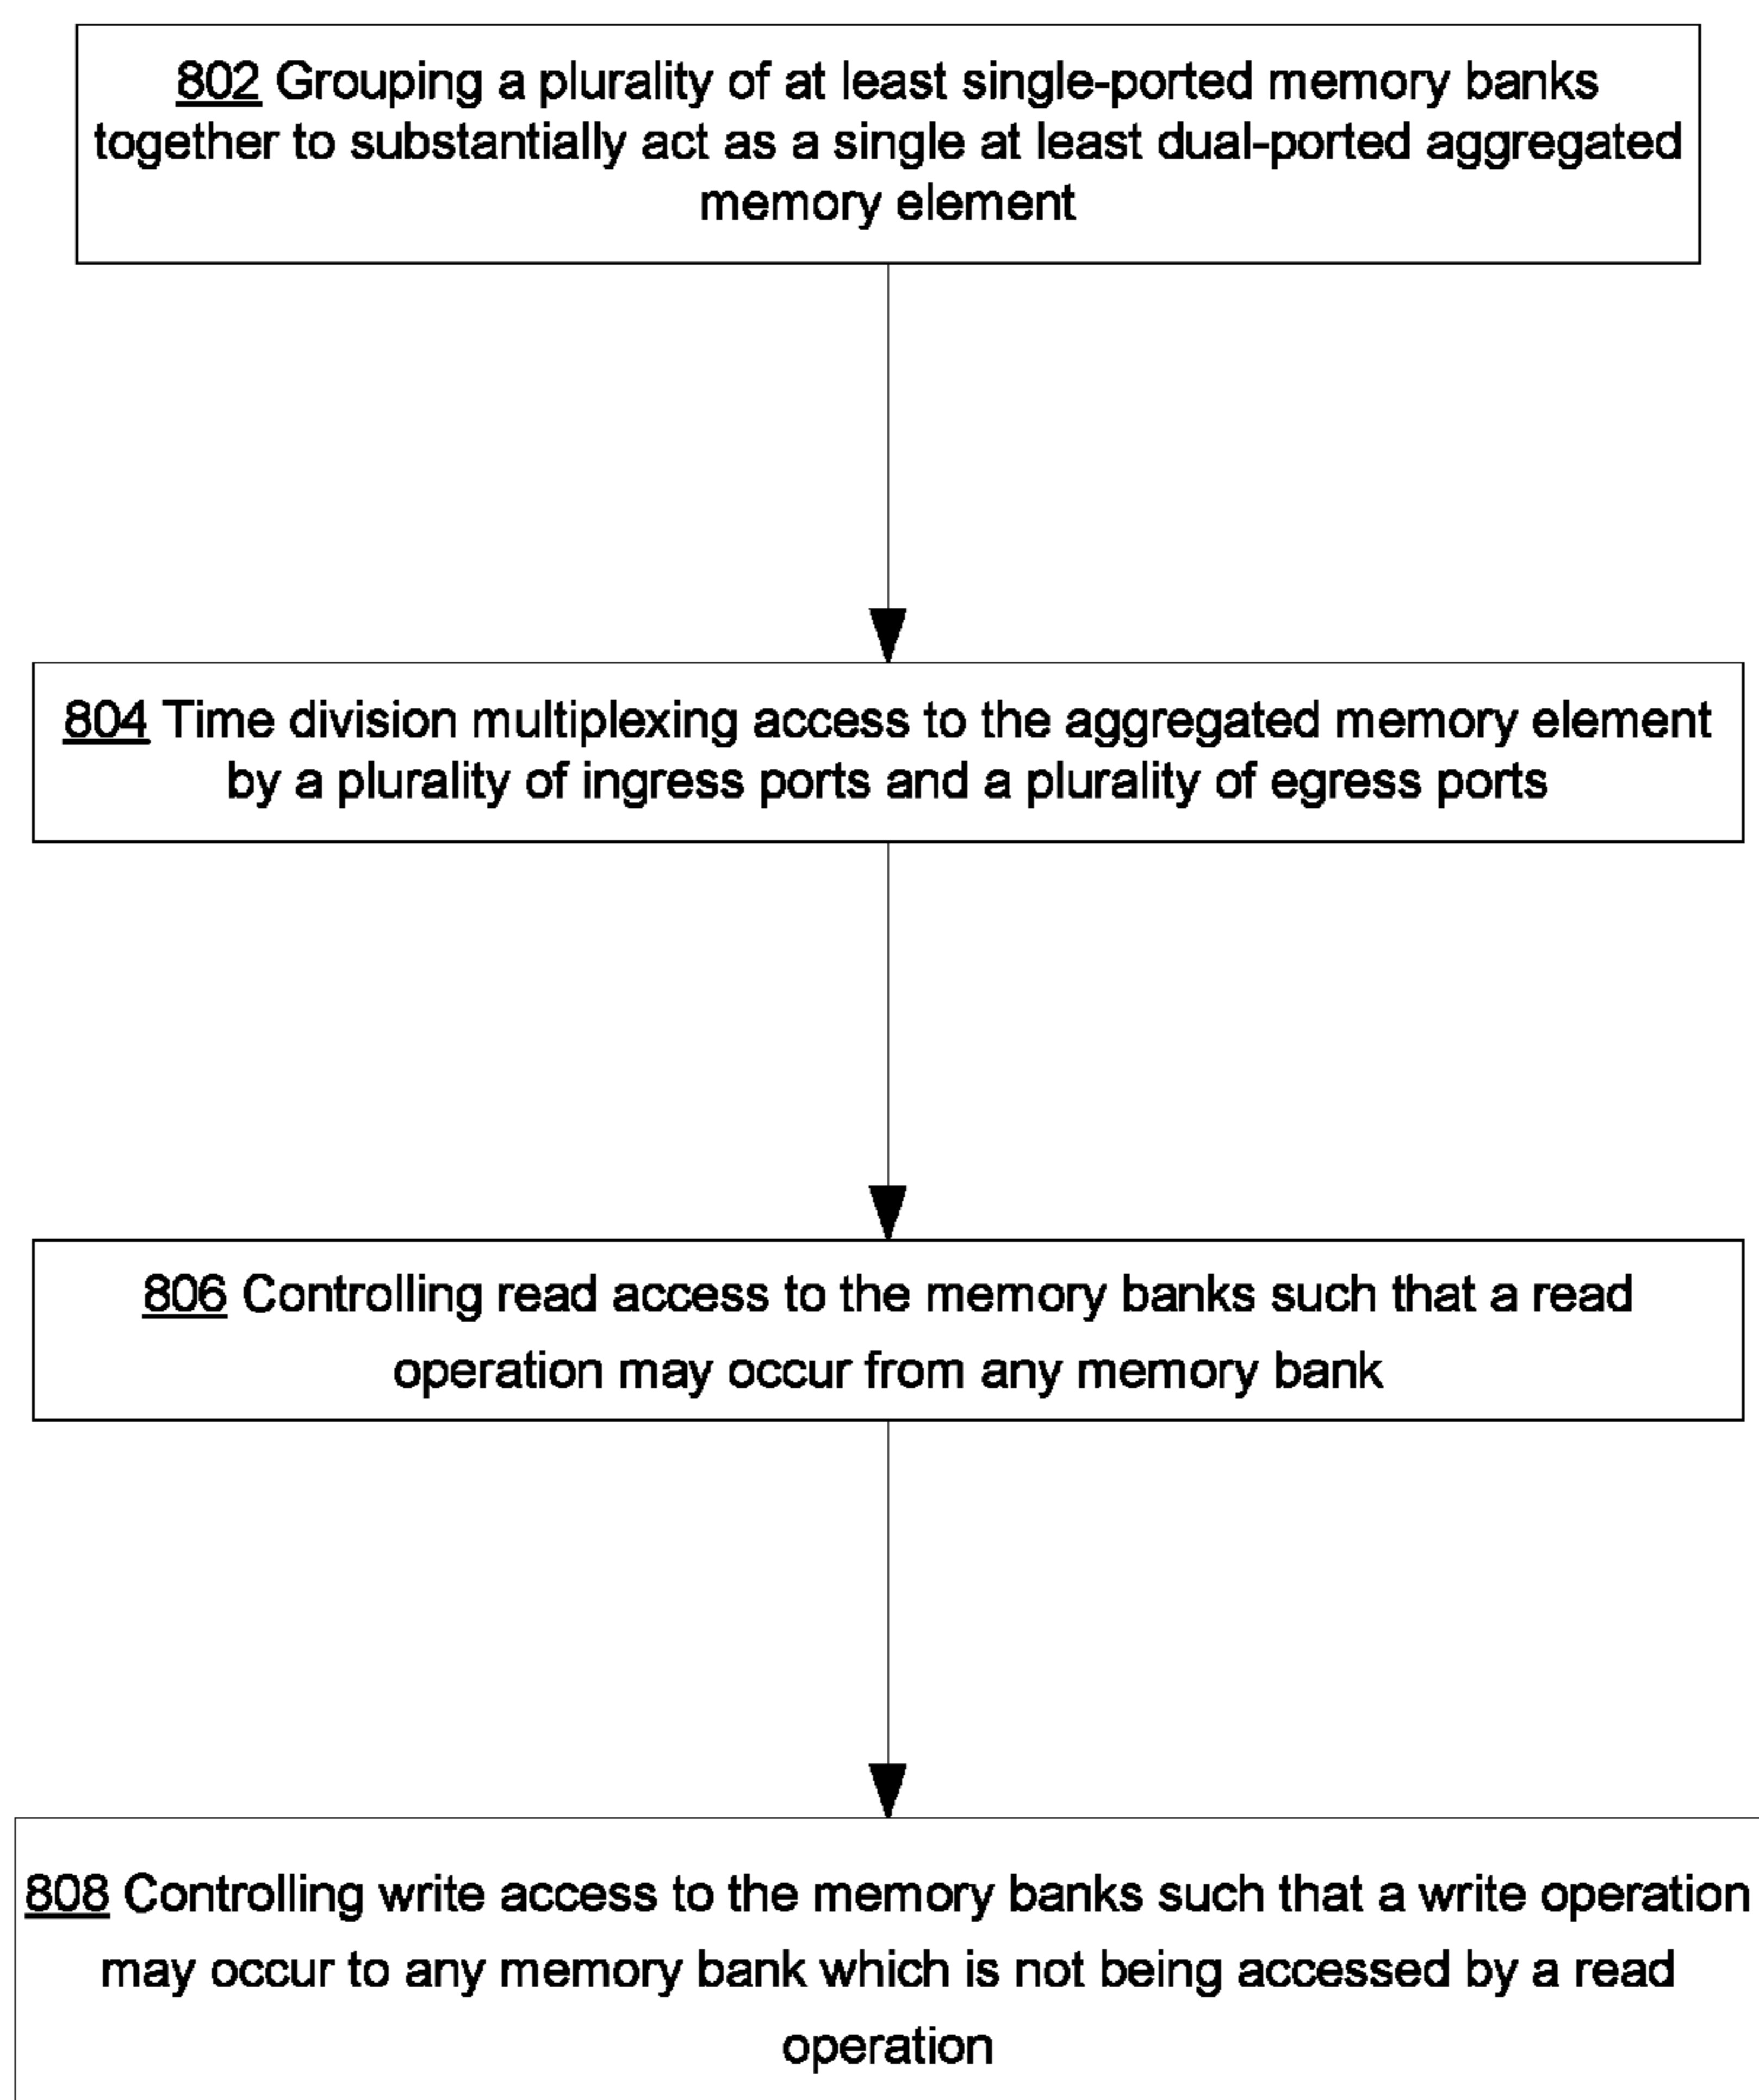 802 Grouping a plurality of at least single-ported memory banks
together to substantially act as a single at least dual-ported aggregated
memory element
804 Time division multiplexing access to the aggregated memory element
by a plurality of ingress ports and a plurality of egress ports
806 Controlling read access to the memory banks such that a read
operation may occur from any memory bank
808 Controlling write access to the memory banks such that a write operation
may occur to any memory bank which is not being accessed by a read
operation